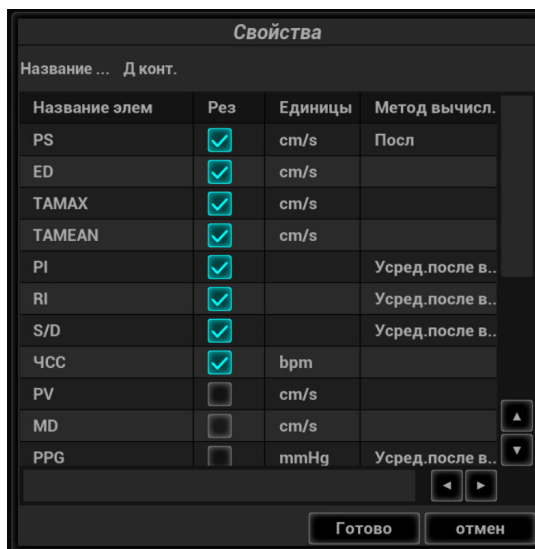 Свойства
Название ... Д конт.
Название элем Рез Единицы Метод вычисл.
PS cm/s Посл
ED cm/s
TAMAX cm/s
TAMEAN cm/s
PI Усред.после в..
RI Усред.после в..
S/D Усред.после в..
ЧСС bpm
PV cm/s
MD cm/s
PPG mmHg Усред.после в..
Готово отмен